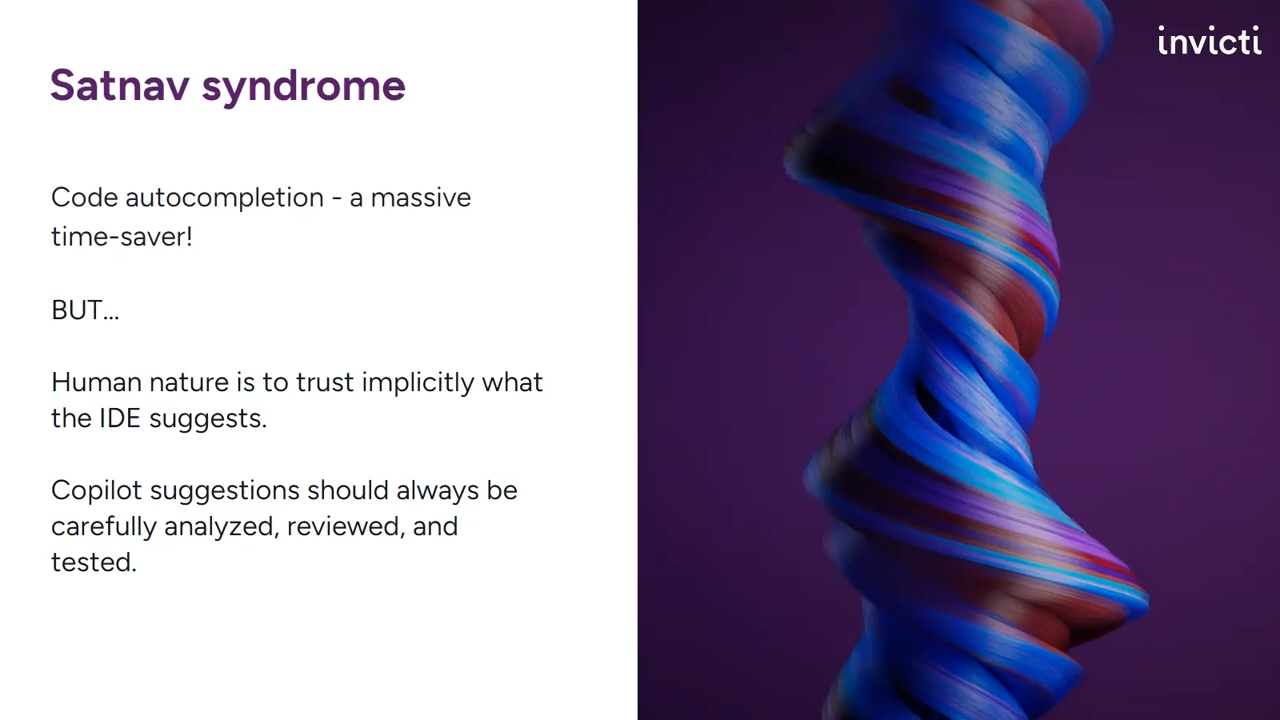 invicti
Satnav syndrome
Code autocompletion - a massive
time-saver!
BUT...
Human nature is to trust implicitly what
the IDE suggests.
Copilot suggestions should always be
carefully analyzed, reviewed, and
tested.